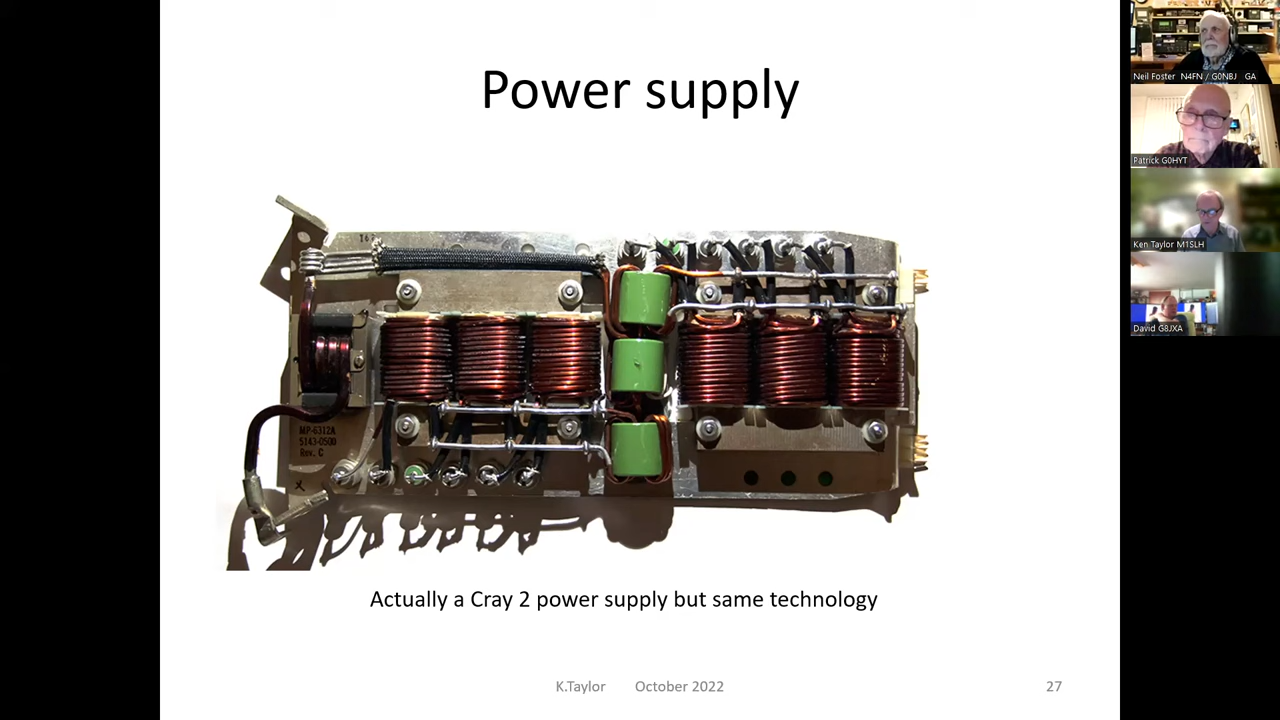 Power supply
MP-6312A
5143-0500
Rev. C
Actually a Cray 2 power supply but same technology
K.Taylor October 2022
27
Neil Foster N4FN / G0NBJ GA
Patrick G0HYT
Ken Taylor M1SLH
David G8JXA